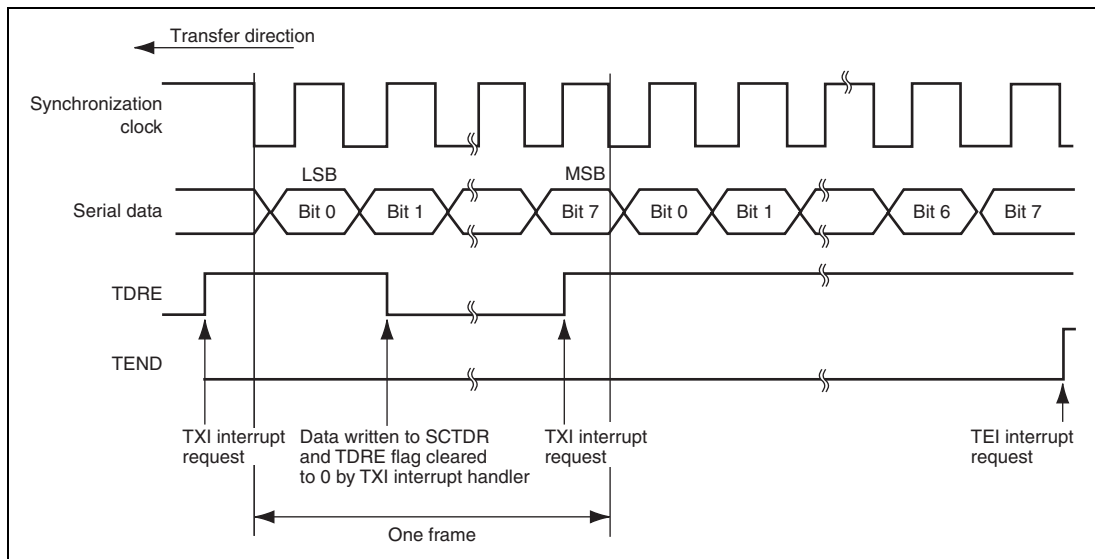 Transfer direction
Synchronization
clock
LSB
MSB
Serial data
Bit 0
Bit 1
Bit 7
Bit 0
Bit 1
Bit 6
Bit 7
TDRE
TEND
TXI interrupt
request
Data written to SCTDR
and TDRE flag cleared
to 0 by TXI interrupt handler
TXI interrupt
request
TEI interrupt
request
One frame